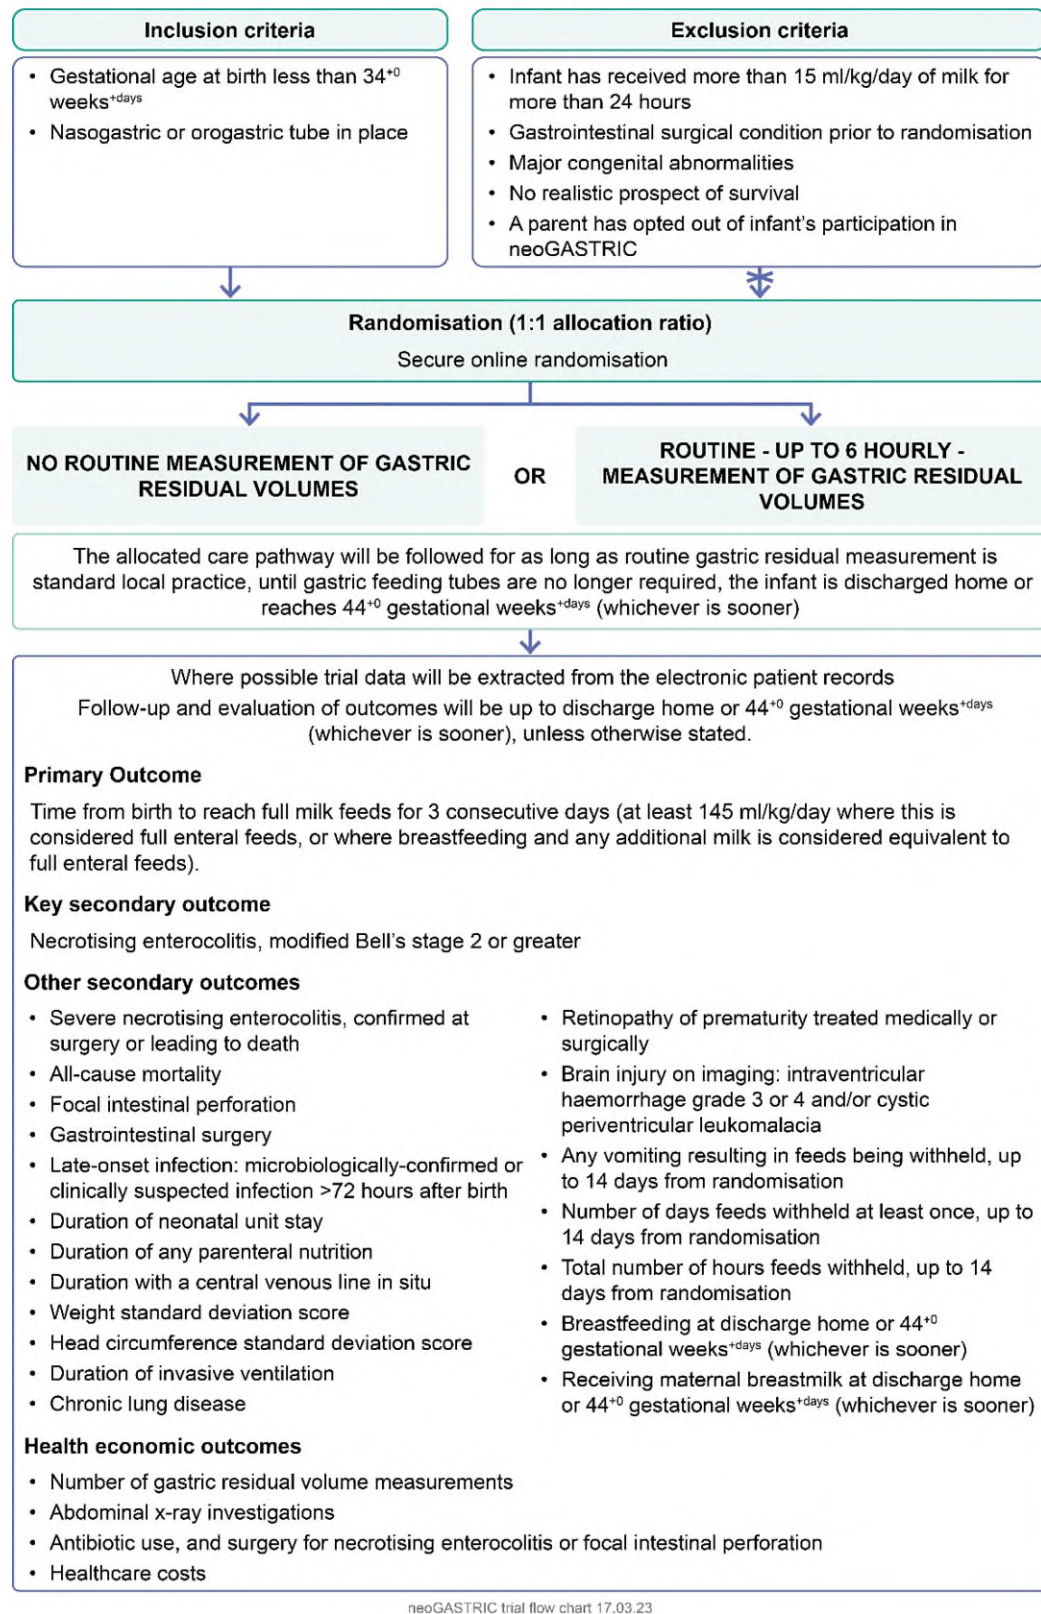 Inclusion criteria
• Gestational age at birth less than 34+0
weeks+days
• Nasogastric or orogastric tube in place
Exclusion criteria
• Infant has received more than 15 ml/kg/day of milk for
more than 24 hours
• Gastrointestinal surgical condition prior to randomisation
• Major congenital abnormalities
• No realistic prospect of survival
• A parent has opted out of infant's participation in
neoGASTRIC
Randomisation (1:1 allocation ratio)
Secure online randomisation
NO ROUTINE MEASUREMENT OF GASTRIC
RESIDUAL VOLUMES
OR
ROUTINE - UP TO 6 HOURLY -
MEASUREMENT OF GASTRIC RESIDUAL
VOLUMES
The allocated care pathway will be followed for as long as routine gastric residual measurement is
standard local practice, until gastric feeding tubes are no longer required, the infant is discharged home or
reaches 44+0 gestational weeks+days (whichever is sooner)
Where possible trial data will be extracted from the electronic patient records
Follow-up and evaluation of outcomes will be up to discharge home or 44+0 gestational weeks+days
(whichever is sooner), unless otherwise stated.
Primary Outcome
Time from birth to reach full milk feeds for 3 consecutive days (at least 145 ml/kg/day where this is
considered full enteral feeds, or where breastfeeding and any additional milk is considered equivalent to
full enteral feeds).
Key secondary outcome
Necrotising enterocolitis, modified Bell's stage 2 or greater
Other secondary outcomes
• Severe necrotising enterocolitis, confirmed at
surgery or leading to death
• All-cause mortality
• Focal intestinal perforation
• Gastrointestinal surgery
• Late-onset infection: microbiologically-confirmed or
clinically suspected infection >72 hours after birth
• Duration of neonatal unit stay
• Duration of any parenteral nutrition
• Duration with a central venous line in situ
• Weight standard deviation score
• Head circumference standard deviation score
• Duration of invasive ventilation
• Chronic lung disease
• Retinopathy of prematurity treated medically or
surgically
• Brain injury on imaging: intraventricular
haemorrhage grade 3 or 4 and/or cystic
periventricular leukomalacia
• Any vomiting resulting in feeds being withheld, up
to 14 days from randomisation
• Number of days feeds withheld at least once, up to
14 days from randomisation
• Total number of hours feeds withheld, up to 14
days from randomisation
• Breastfeeding at discharge home or 44+0
gestational weeks+days (whichever is sooner)
• Receiving maternal breastmilk at discharge home
or 44+0 gestational weeks+days (whichever is sooner)
Health economic outcomes
• Number of gastric residual volume measurements
• Abdominal x-ray investigations
• Antibiotic use, and surgery for necrotising enterocolitis or focal intestinal perforation
• Healthcare costs
neoGASTRIC trial flow chart 17.03.23